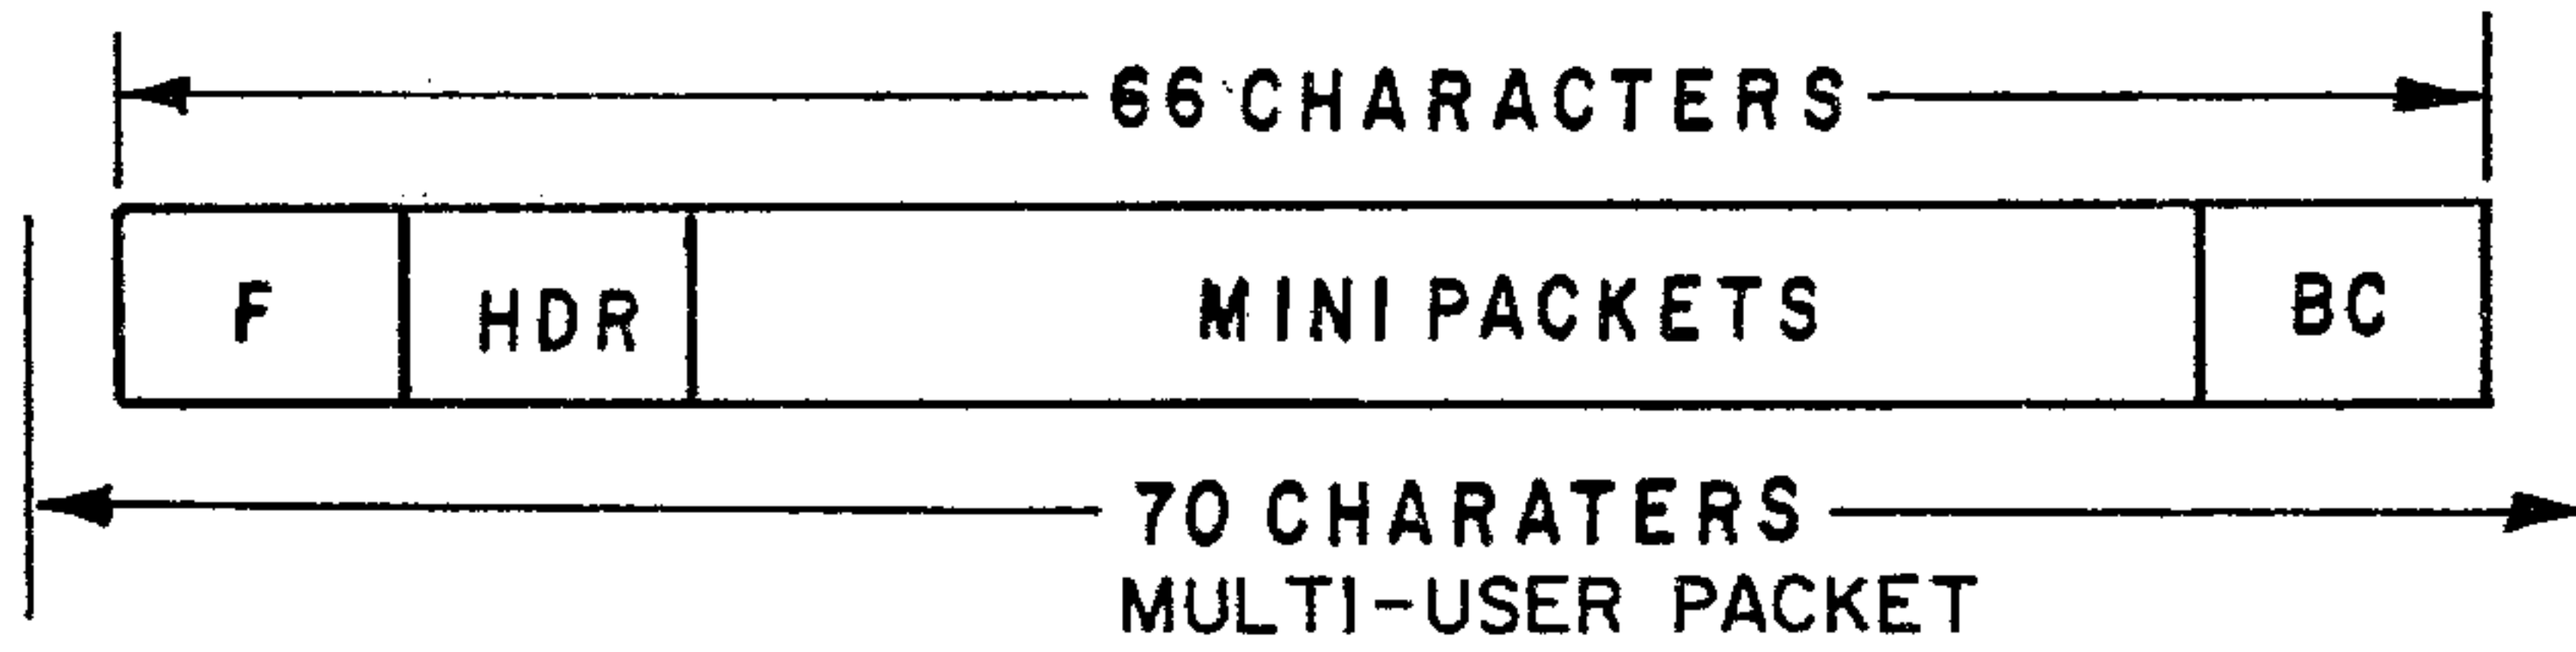 66 CHARACTERS
F HDR MINI PACKETS BC
70 CHARATERS
MULTI-USER PACKET